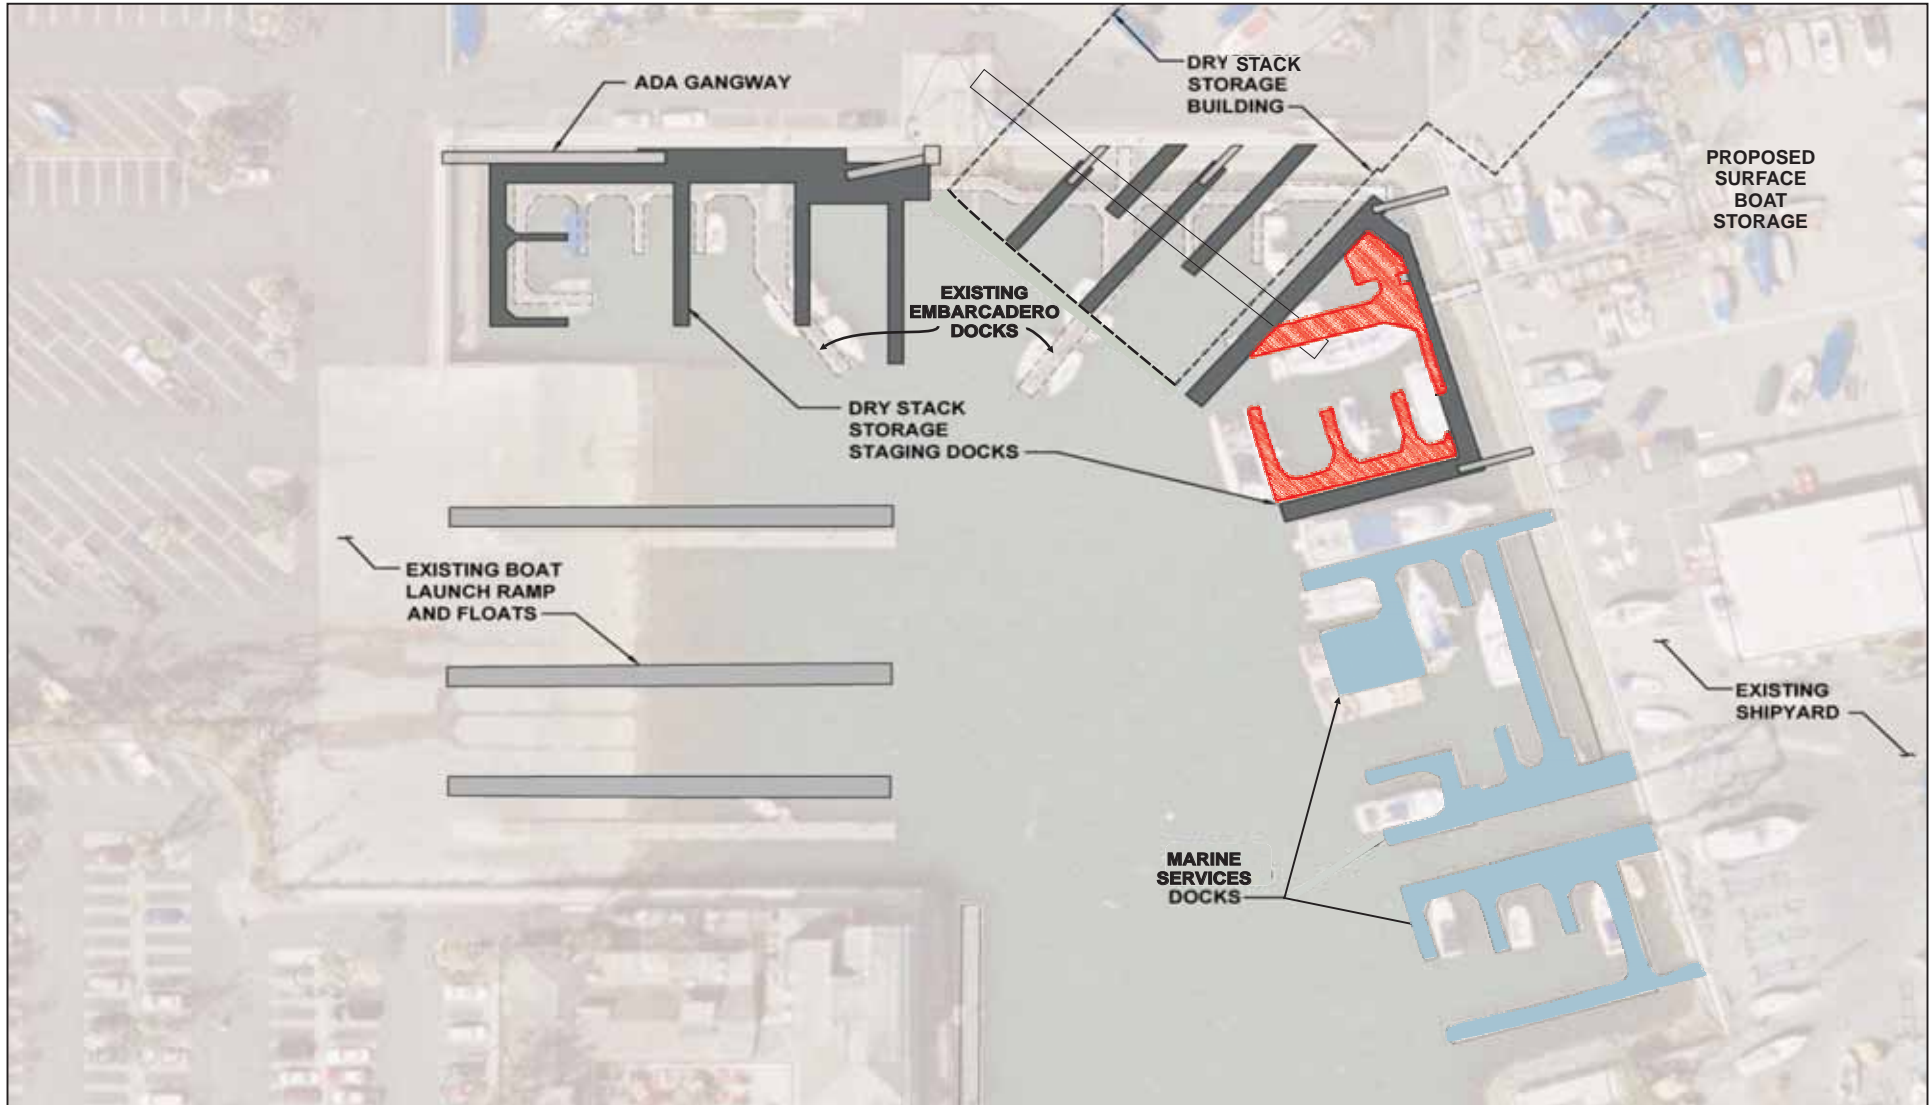 ADA GANGWAY
DRY STACK
STORAGE
BUILDING
PROPOSED
SURFACE
BOAT
STORAGE
EXISTING
EMBARCADERO
DOCKS
DRY STACK
STORAGE
STAGING DOCKS
EXISTING BOAT
LAUNCH RAMP
AND FLOATS
EXISTING
SHIPYARD
MARINE
SERVICES
DOCKS